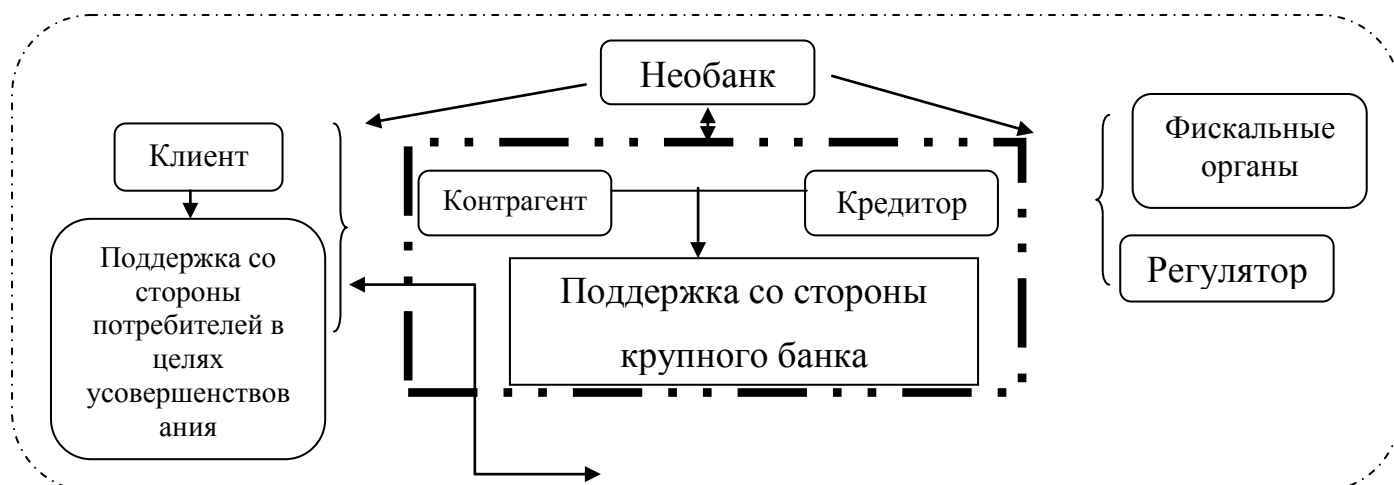 Необанк
Клиент
Поддержка со
стороны
потребителей в
целях
усовершенствов
ания
Контрагент
Кредитор
Поддержка со стороны
крупного банка
Фискальные
органы
Регулятор